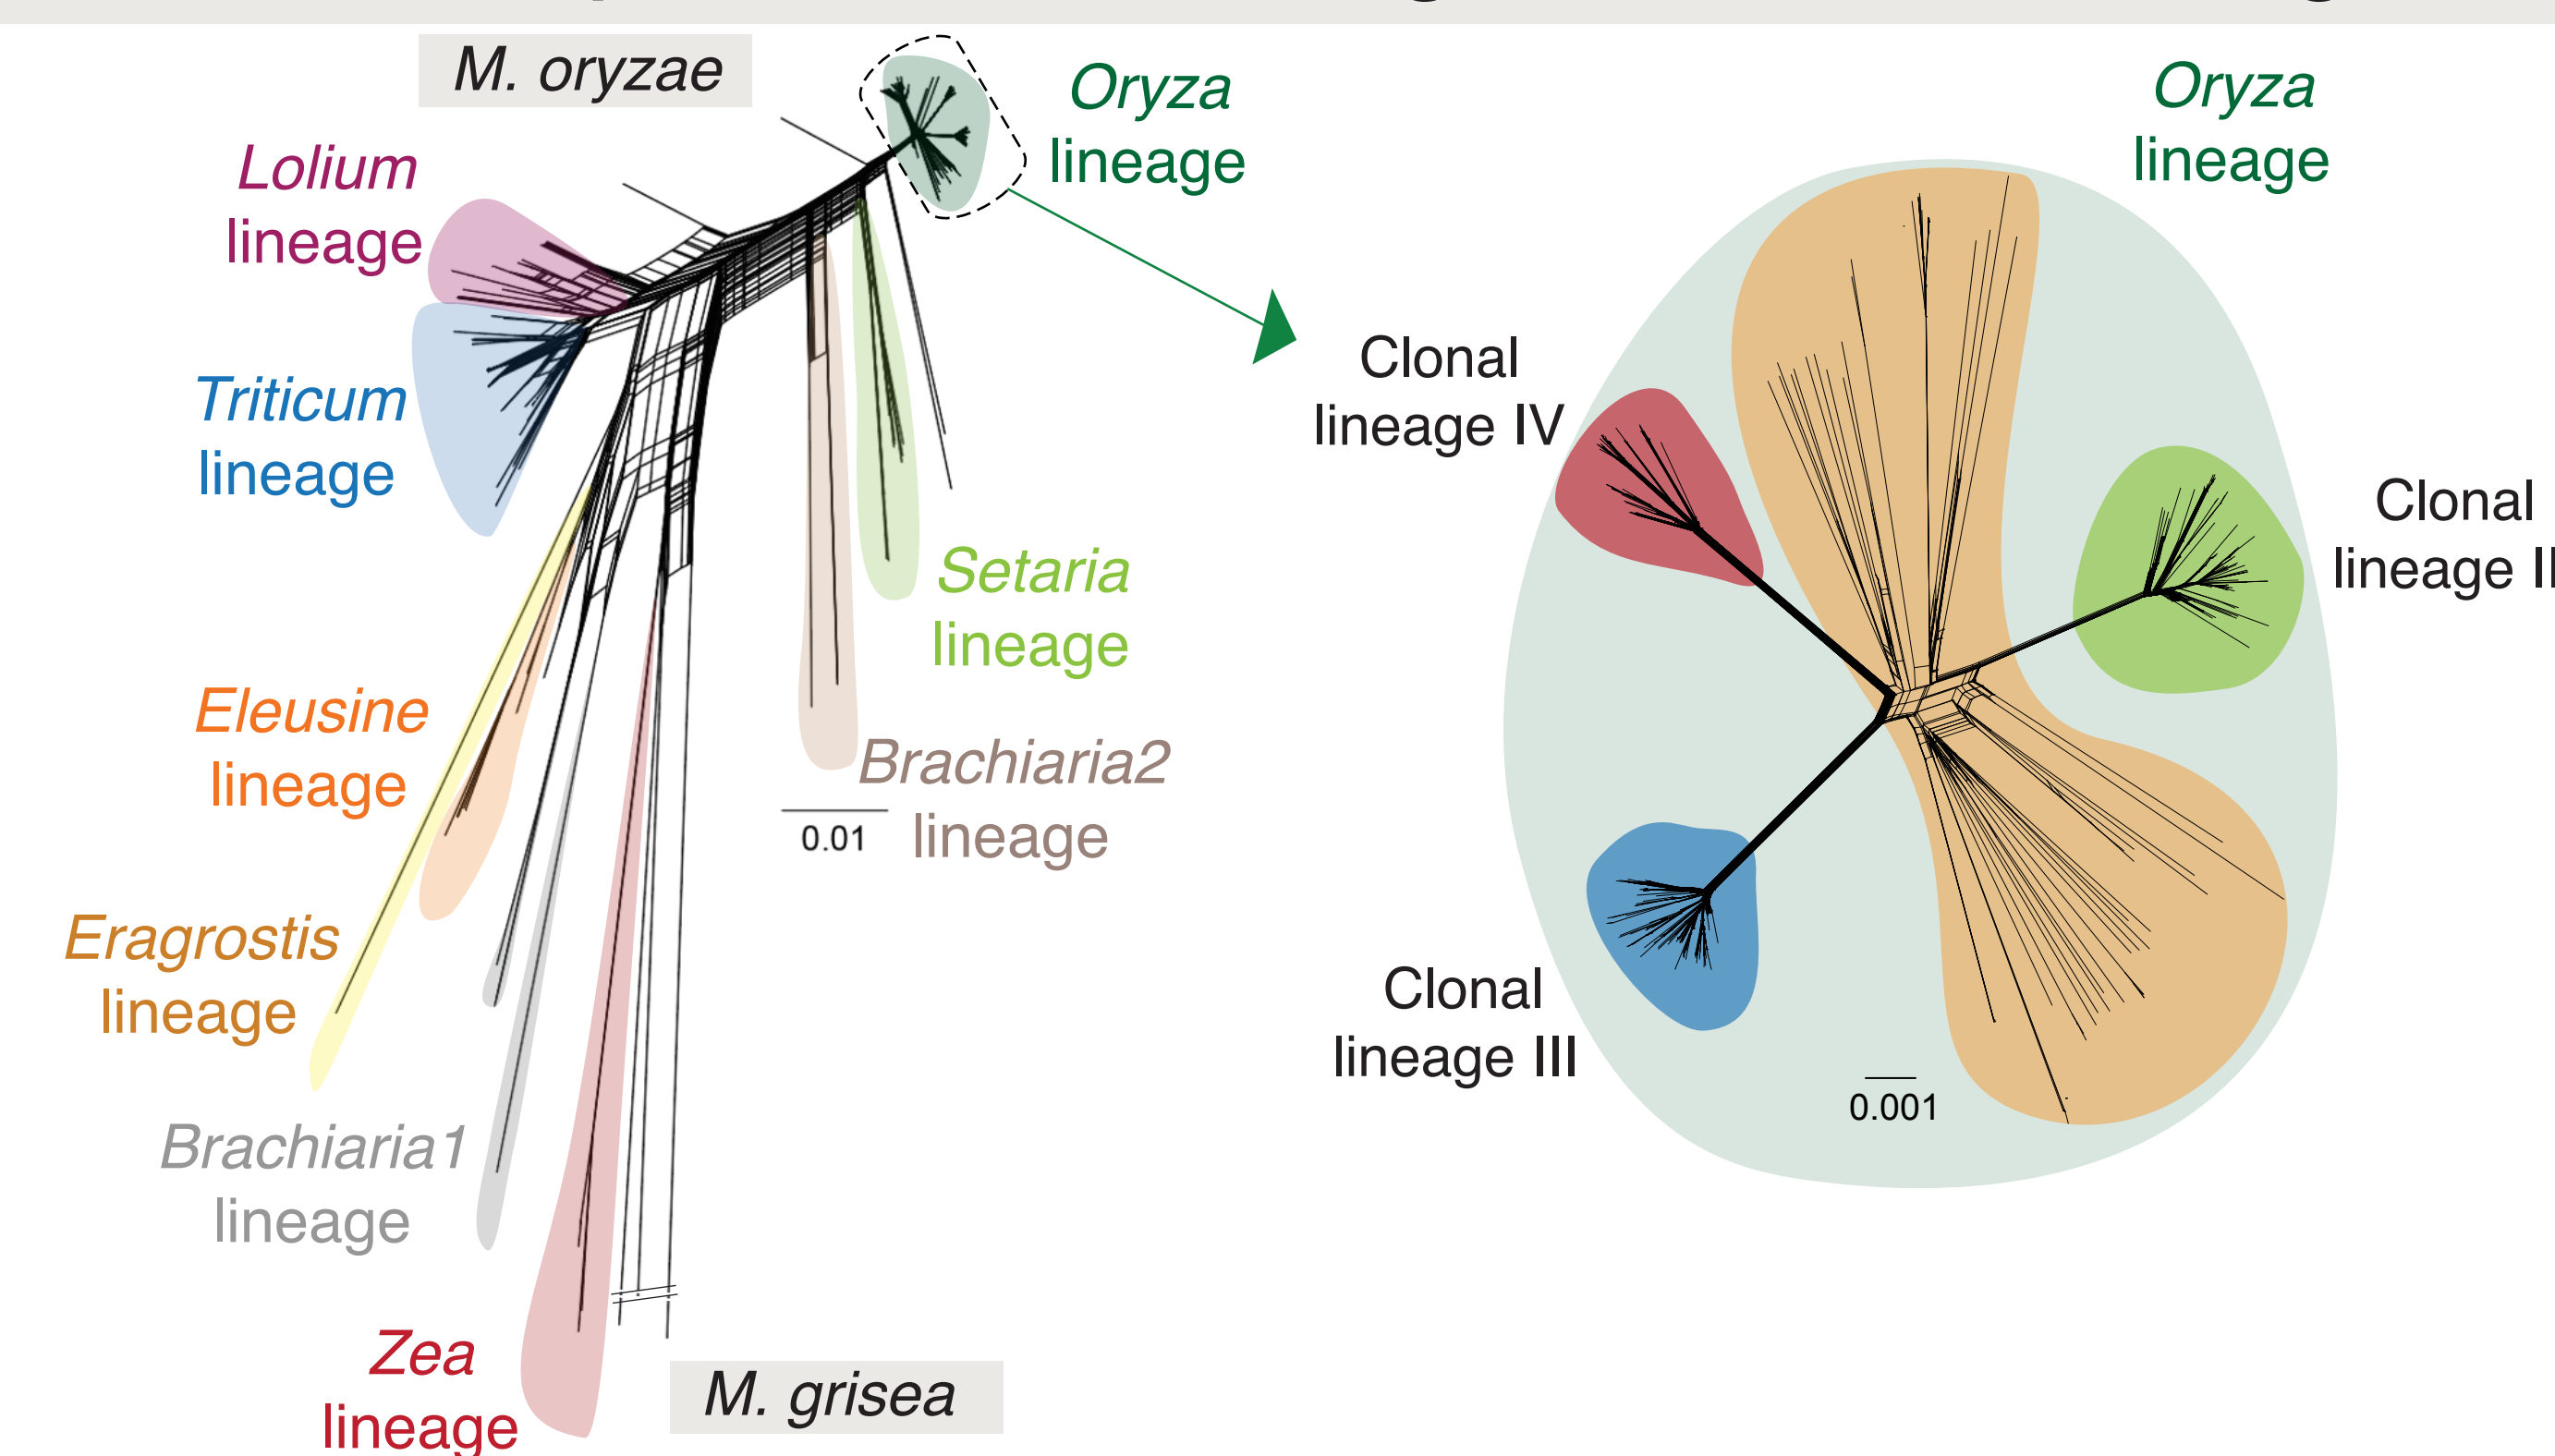 M. oryzae
Oryza
lineage
Lolium
lineage
Triticum
lineage
Eleusine
lineage
Eragrostis
lineage
Brachiaria1
lineage
Zea
lineage
M. grisea
Setaria
lineage
Brachiaria2
lineage
0.01
Oryza
lineage
Clonal
lineage IV
Clonal
lineage II
Clonal
lineage III
0.001